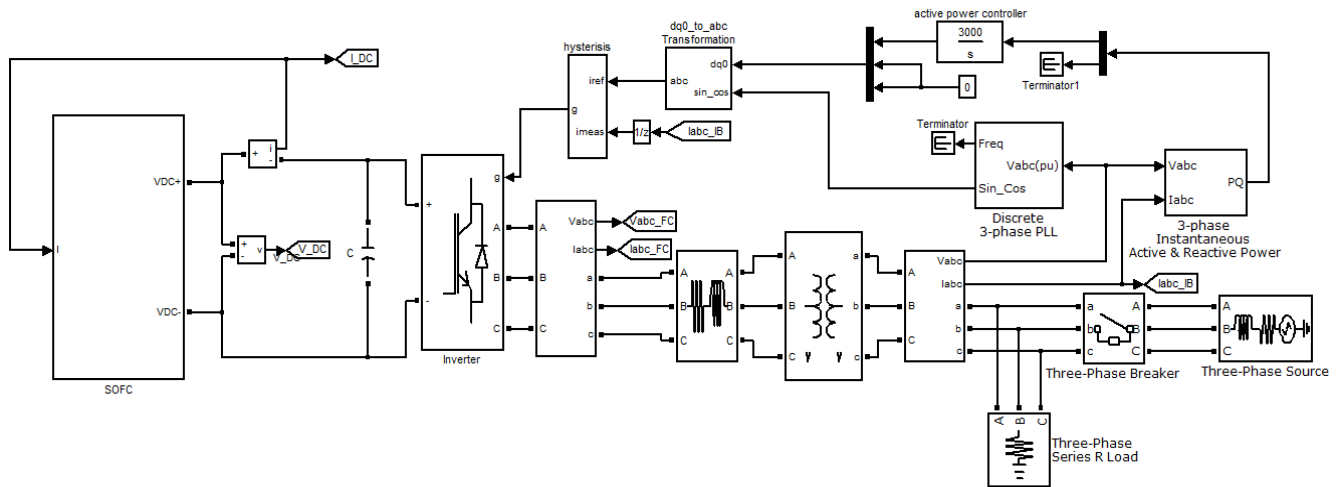 active power controller
dq0_to_abc
Transformation
hysterisis
3000
s
I_DC
dq0
iref
abc
Terminator1
0
sin_cos
g
Terminator
imeas
1/z
Iabc_IB
Freq
+
i
-
Vabc(pu)
Vabc
PQ
g
VDC+
Sin_Cos
Iabc
+
Discrete
3-phase PLL
3-phase
Instantaneous
Active & Reactive Power
Vabc
Vabc_FC
A
A
I
+
-
v
V_DC
V_DC
C
Iabc
Iabc_FC
A
a
A
Vabc
a
A
Iabc
Iabc_IB
B
B
a
A
A
-
b
B
B
B
b
B
a
A
A
VDC-
b
b
B
B
C
C
c
C
C
C
Y
Y
c
C
c
c
C
C
Inverter
Three-Phase Breaker
Three-Phase Source
SOFC
A
B
C
Three-Phase
Series R Load